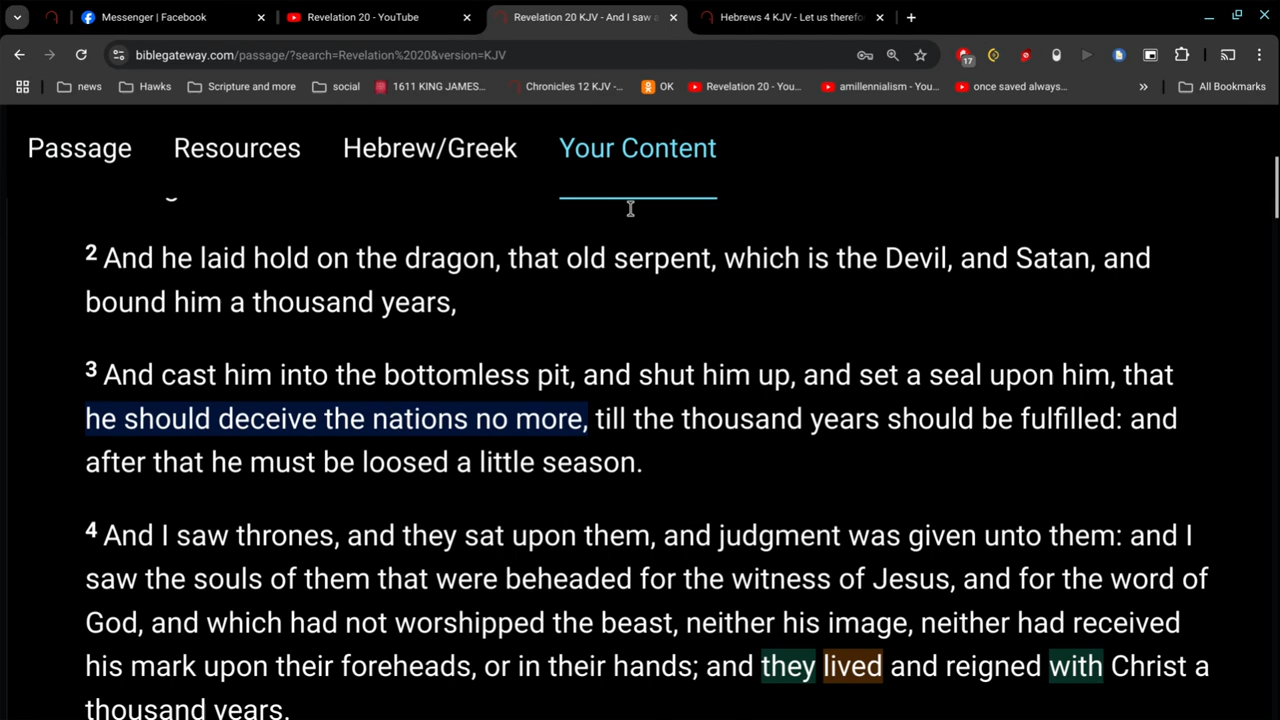 Messenger | Facebook
Revelation 20 - YouTube
Revelation 20 KJV - And I saw a
Hebrews 4 KJV - Let us therefo
biblegateway.com/passage/?search=Revelation%2020&version=KJV
17
news
Hawks
Scripture and more
social
1611 KING JAMES...
Chronicles 12 KJV -...
OK
Revelation 20 - You...
amillennialism - You...
once saved always...
All Bookmarks
Passage
Resources
Hebrew/Greek
Your Content
2 And he laid hold on the dragon, that old serpent, which is the Devil, and Satan, and
bound him a thousand years,
3 And cast him into the bottomless pit, and shut him up, and set a seal upon him, that
he should deceive the nations no more, till the thousand years should be fulfilled: and
after that he must be loosed a little season.
4 And I saw thrones, and they sat upon them, and judgment was given unto them: and I
saw the souls of them that were beheaded for the witness of Jesus, and for the word of
God, and which had not worshipped the beast, neither his image, neither had received
his mark upon their foreheads, or in their hands; and they lived and reigned with Christ a
thousand years.